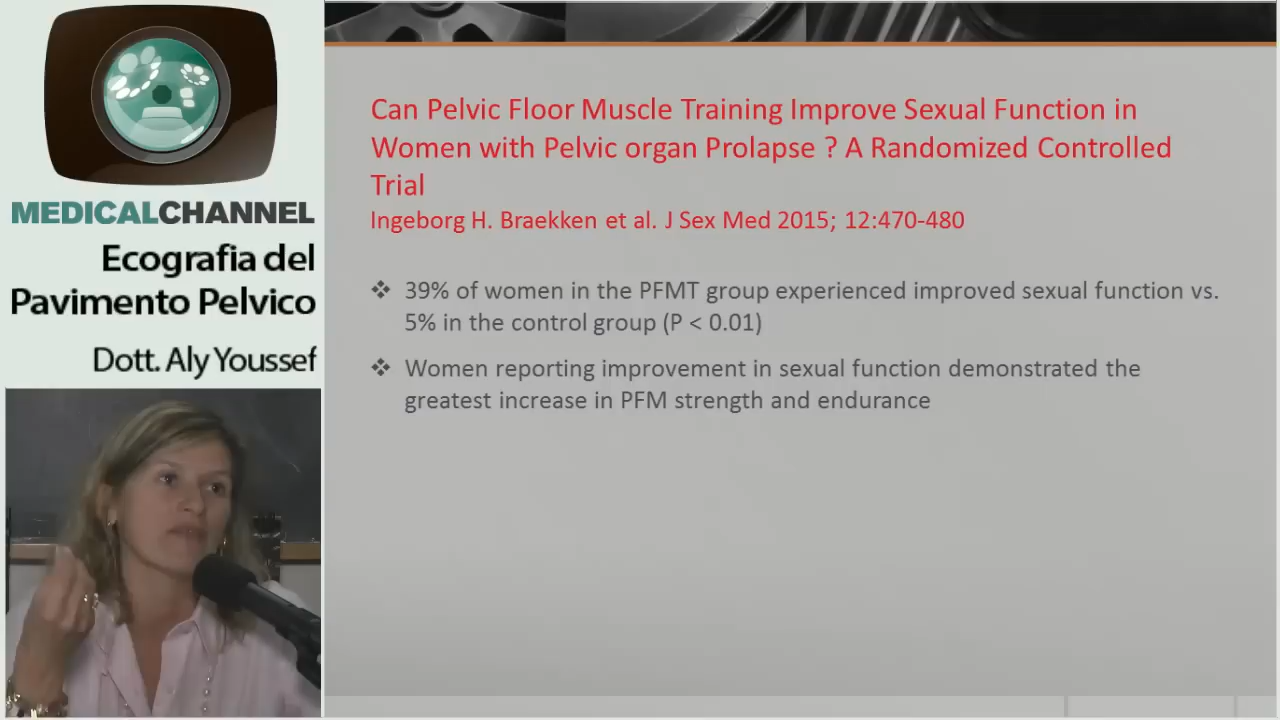 MEDICALCHANNEL
Ecografia del
Pavimento Pelvico
Dott. Aly Youssef
Can Pelvic Floor Muscle Training Improve Sexual Function in
Women with Pelvic organ Prolapse ? A Randomized Controlled
Trial
Ingeborg H. Braekken et al. J Sex Med 2015; 12:470-480
❖ 39% of women in the PFMT group experienced improved sexual function vs.
5% in the control group (P < 0.01)
❖ Women reporting improvement in sexual function demonstrated the
greatest increase in PFM strength and endurance